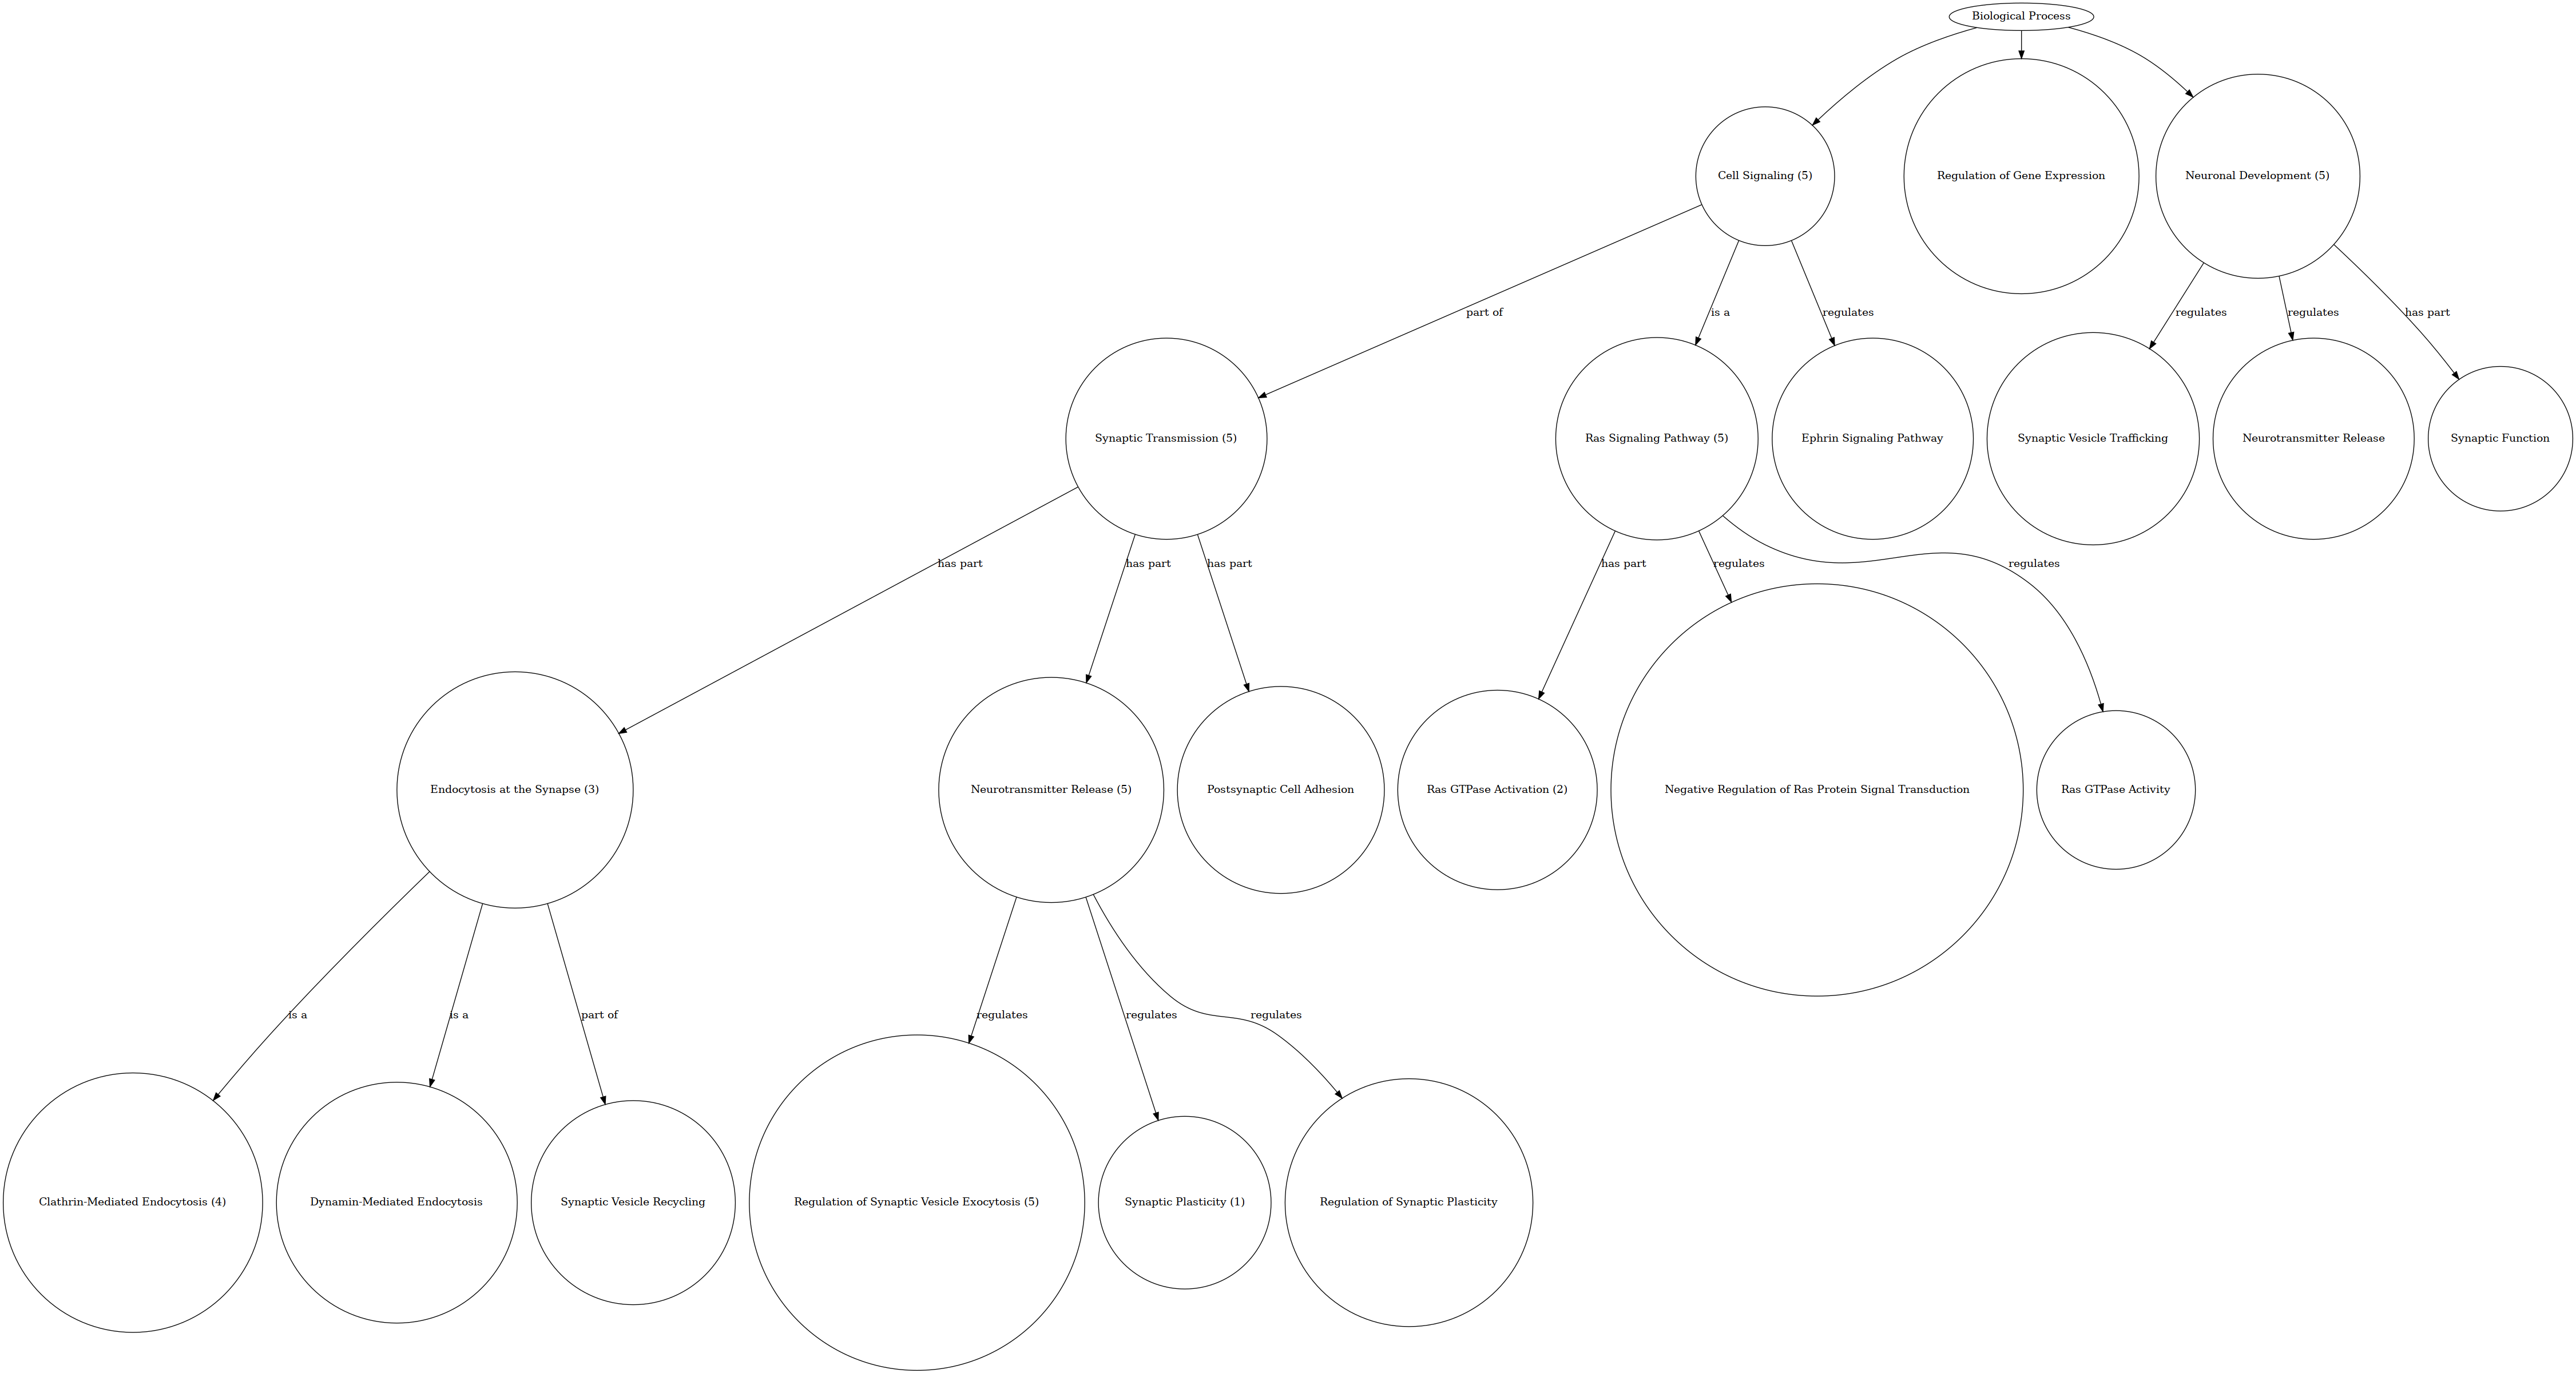 Biological Process
Cell Signaling (5)
Regulation of Gene Expression
Neuronal Development (5)
part of
is a
regulates
regulates
regulates
has part
Synaptic Transmission (5)
Ras Signaling Pathway (5)
Ephrin Signaling Pathway
Synaptic Vesicle Trafficking
Neurotransmitter Release
Synaptic Function
has part
has part
has part
has part
regulates
regulates
Endocytosis at the Synapse (3)
Neurotransmitter Release (5)
Postsynaptic Cell Adhesion
Ras GTPase Activation (2)
Negative Regulation of Ras Protein Signal Transduction
Ras GTPase Activity
is a
is a
part of
regulates
regulates
regulates
Clathrin-Mediated Endocytosis (4)
Dynamin-Mediated Endocytosis
Synaptic Vesicle Recycling
Regulation of Synaptic Vesicle Exocytosis (5)
Synaptic Plasticity (1)
Regulation of Synaptic Plasticity